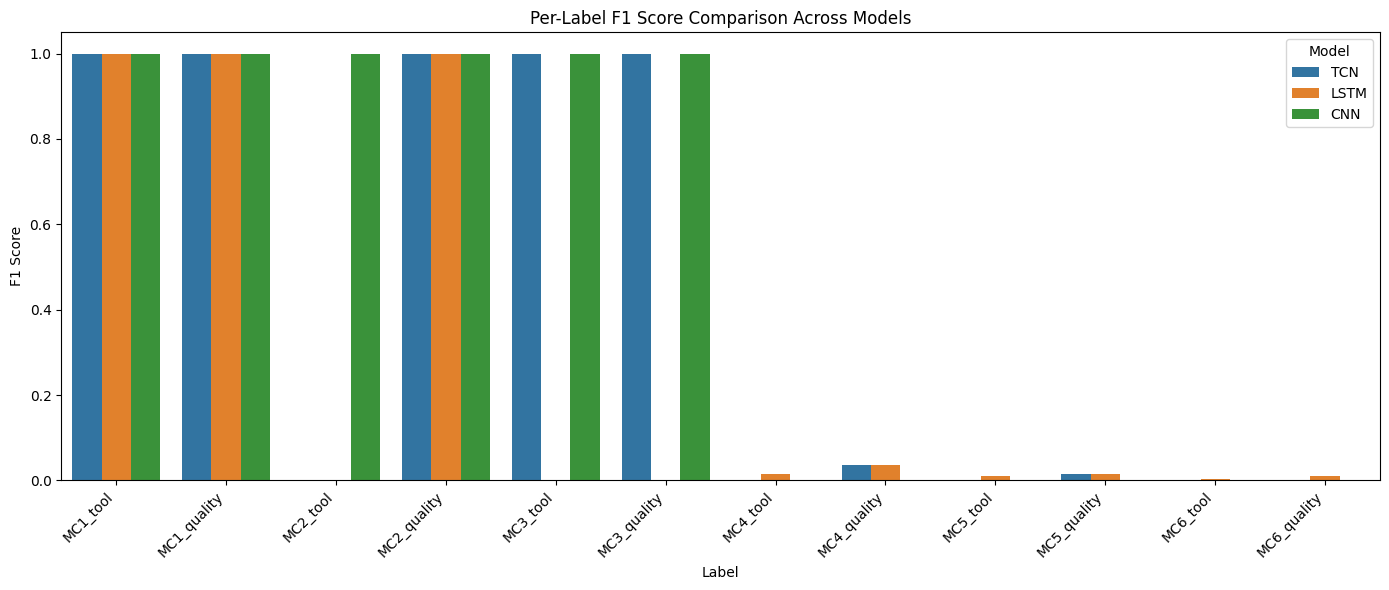 Per-Label F1 Score Comparison Across Models
Model
TCN
LSTM
CNN
F1 Score
1.0
0.8
0.6
0.4
0.2
0.0
MC1_tool
MC1_quality
MC2_tool
MC2_quality
MC3_tool
MC3_quality
MC4_tool
MC4_quality
MC5_tool
MC5_quality
MC6_tool
MC6_quality
Label